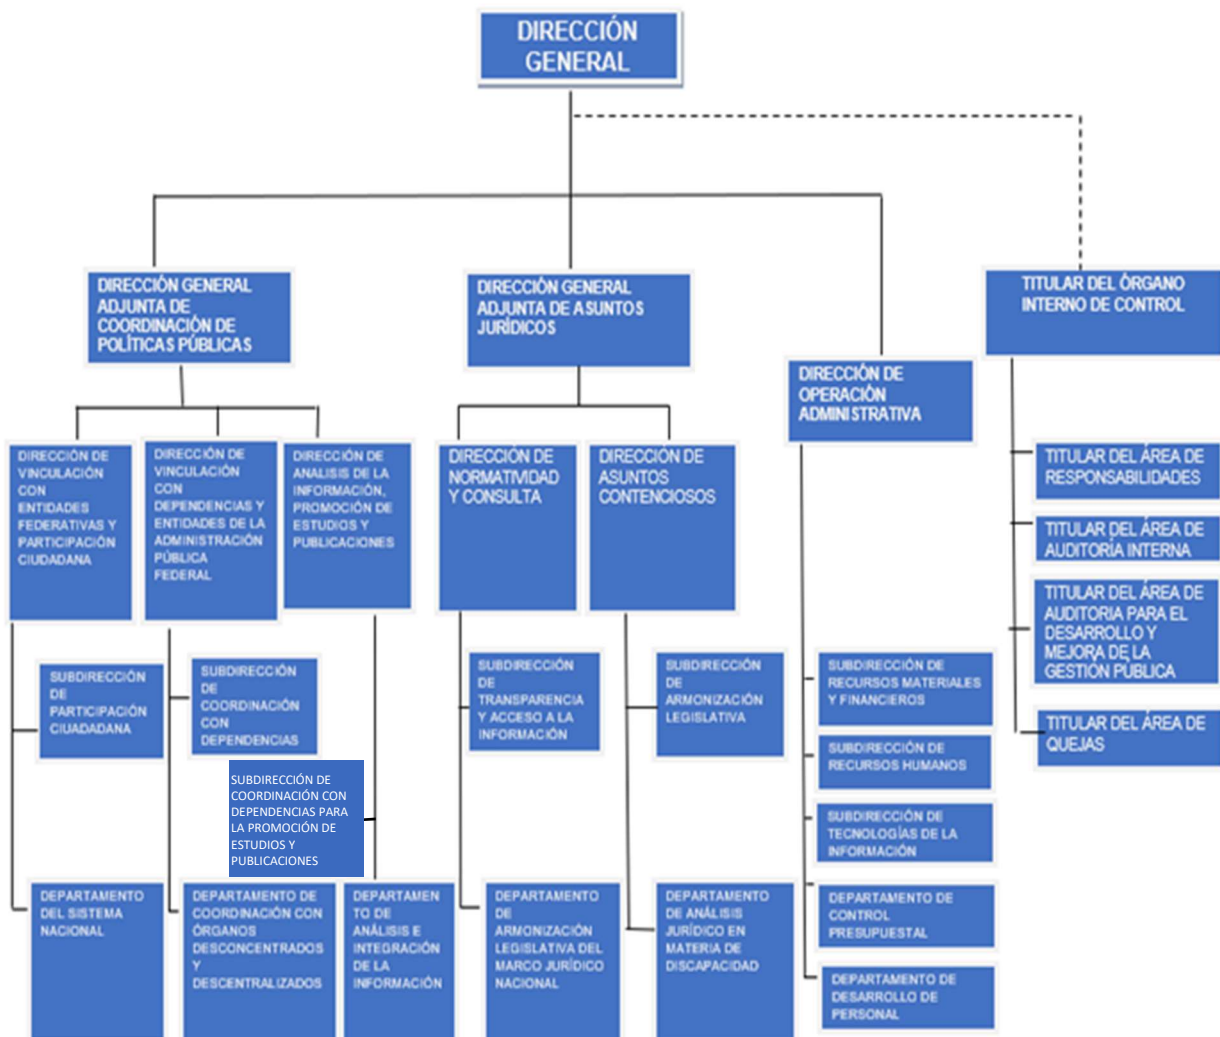 DIRECCIÓN
GENERAL
DIRECCIÓN GENERAL
ADJUNTA DE
COORDINACIÓN DE
POLÍTICAS PÚBLICAS
DIRECCIÓN GENERAL
ADJUNTA DE ASUNTOS
JURÍDICOS
DIRECCIÓN DE
OPERACIÓN
ADMINISTRATIVA
TITULAR DEL ÓRGANO
INTERNO DE CONTROL
DIRECCIÓN DE
VINCULACIÓN
CON
ENTIDADES
FEDERATIVAS Y
PARTICIPACIÓN
CIUDADANA
DIRECCIÓN DE
VINCULACIÓN
CON
DEPENDENCIAS Y
ENTIDADES DE LA
ADMINISTRACIÓN
PÚBLICA
FEDERAL
DIRECCIÓN DE
ANALISIS DE LA
INFORMACIÓN,
PROMOCIÓN DE
ESTUDIOS Y
PUBLICACIONES
DIRECCIÓN DE
NORMATIVIDAD
Y CONSULTA
DIRECCIÓN DE
ASUNTOS
CONTENCIOSOS
TITULAR DEL ÁREA DE
RESPONSABILIDADES
TITULAR DEL ÁREA DE
AUDITORÍA INTERNA
TITULAR DEL ÁREA DE
AUDITORIA PARA EL
DESARROLLO Y
MEJORA DE LA
GESTIÓN PÚBLICA
TITULAR DEL ÁREA DE
QUEJAS
SUBDIRECCIÓN
DE
PARTICIPACIÓN
CIUADADANA
SUBDIRECCIÓN
DE
COORDINACIÓN
CON
DEPENDENCIAS
SUBDIRECCIÓN DE
COORDINACIÓN CON
DEPENDENCIAS PARA
LA PROMOCIÓN DE
ESTUDIOS Y
PUBLICACIONES
SUBDIRECCIÓN
DE
TRANSPARENCIA
Y ACCESO A LA
INFORMACIÓN
SUBDIRECCIÓN
DE
ARMONIZACIÓN
LEGISLATIVA
SUBDIRECCIÓN DE
RECURSOS MATERIALES
Y FINANCIEROS
SUBDIRECCIÓN DE
RECURSOS HUMANOS
SUBDIRECCIÓN DE
TECNOLOGÍAS DE LA
INFORMACIÓN
DEPARTAMENTO DE
CONTROL
PRESUPUESTAL
DEPARTAMENTO DE
DESARROLLO DE
PERSONAL
DEPARTAMENTO
DEL SISTEMA
NACIONAL
DEPARTAMENTO DE
COORDINACIÓN CON
ÓRGANOS
DESCONCENTRADOS
Y
DESCENTRALIZADOS
DEPARTAMEN
TO DE
ANÁLISIS E
INTEGRACIÓN
DE LA
INFORMACIÓN
DEPARTAMENTO
DE
ARMONIZACIÓN
LEGISLATIVA DEL
MARCO JURÍDICO
NACIONAL
DEPARTAMENTO
DE ANÁLISIS
JURÍDICO EN
MATERIA DE
DISCAPACIDAD